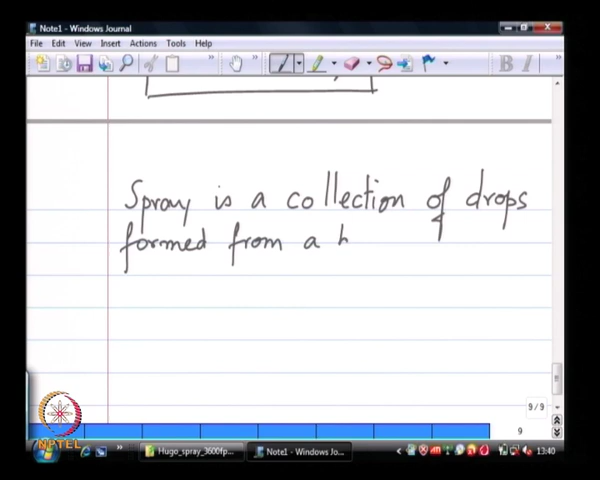 Note1 - Windows Journal
File Edit View Insert Actions Tools Help
B I
Spray is a collection of drops
formed from a h
9/9
9
NPTEL
Hugo_spray_3600fp...
Note1 - Windows Jo...
13:40